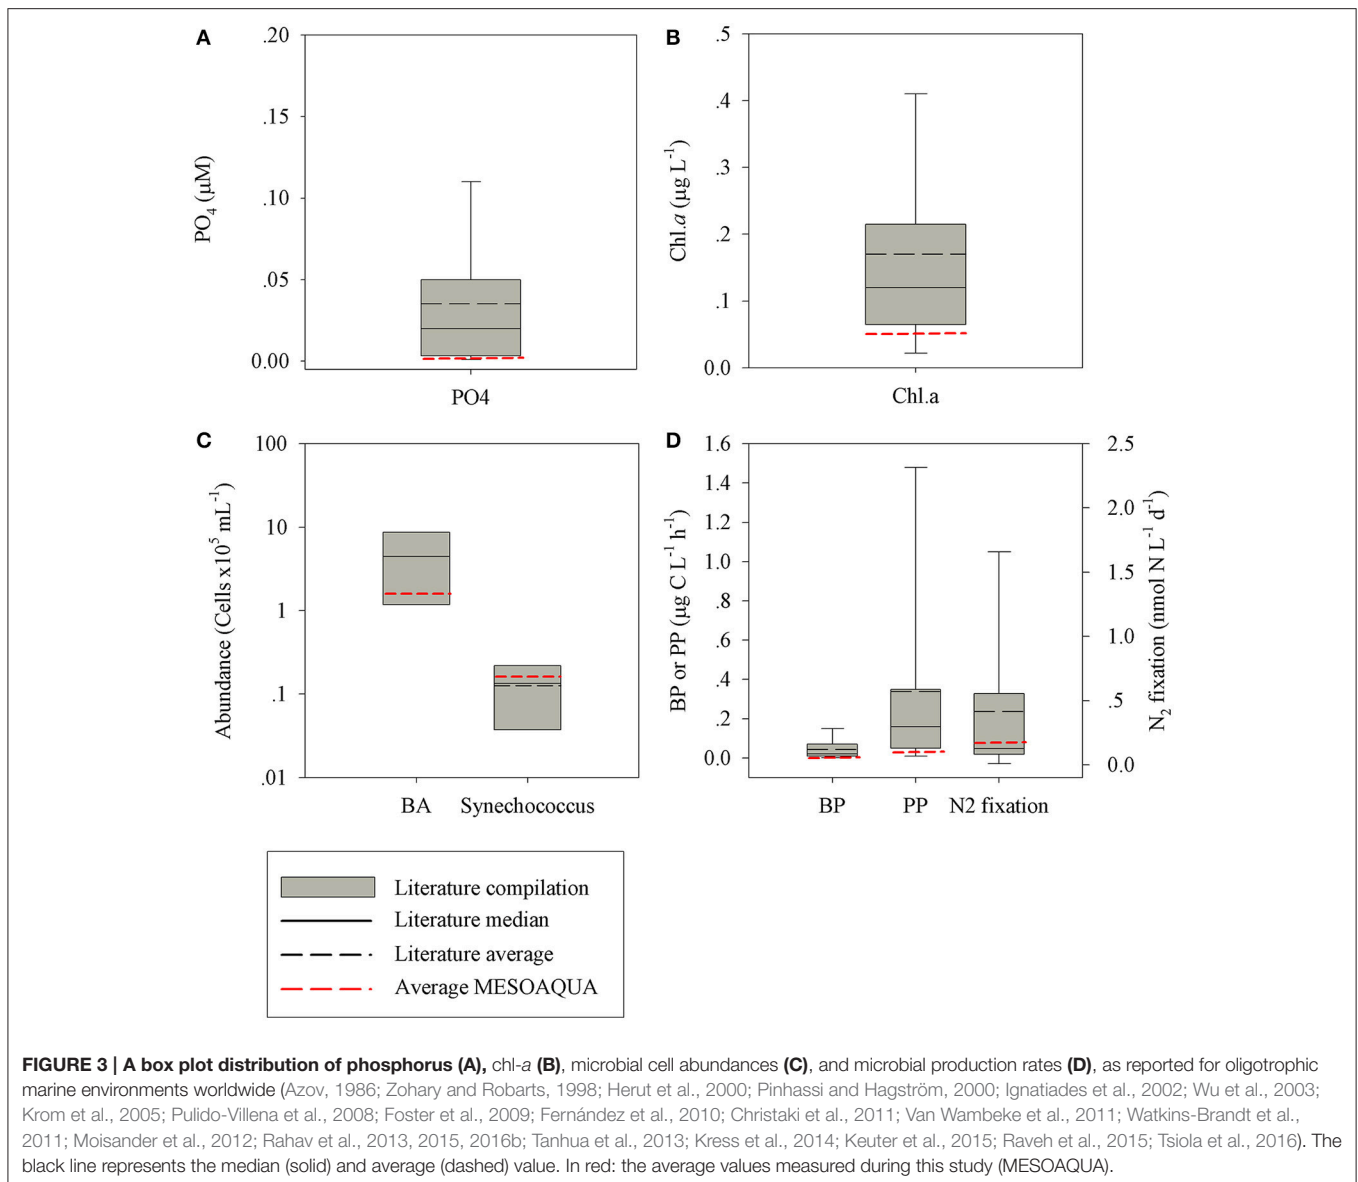 A
.20
.15
.10
.05
0.00
PO4 (μM)
PO4
B
.5
.4
.3
.2
.1
0.0
Chl.a (μg L-1)
Chl.a
C
100
10
1
.1
.01
Abundance (Cells x10^5 mL-1)
BA Synechococcus
D
1.6
1.4
1.2
1.0
.8
.6
.4
.2
0.0
BP or PP (μg C L-1 h-1)
2.5
2.0
1.5
1.0
.5
0.0
N2 fixation (nmol N L-1 d-1)
BP PP N2 fixation
Literature compilation
Literature median
Literature average
Average MESOAQUA
FIGURE 3 | A box plot distribution of phosphorus (A), chl-a (B), microbial cell abundances (C), and microbial production rates (D), as reported for oligotrophic
marine environments worldwide (Azov, 1986; Zohary and Robarts, 1998; Herut et al., 2000; Pinhassi and Hagström, 2000; Ignatiades et al., 2002; Wu et al., 2003;
Krom et al., 2005; Pulido-Villena et al., 2008; Foster et al., 2009; Fernández et al., 2010; Christaki et al., 2011; Van Wambeke et al., 2011; Watkins-Brandt et al.,
2011; Moisander et al., 2012; Rahav et al., 2013, 2015, 2016b; Tanhua et al., 2013; Kress et al., 2014; Keuter et al., 2015; Raveh et al., 2015; Tsiola et al., 2016). The
black line represents the median (solid) and average (dashed) value. In red: the average values measured during this study (MESOAQUA).